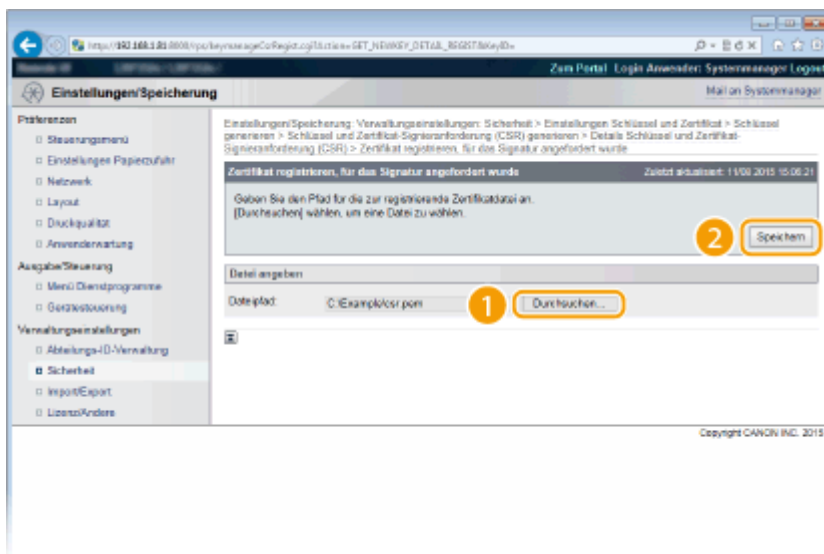 Zum Portal Login Anwender: Systemmanager Logout
Einstellungen/Speicherung
Mail an Systemmanager
Präferenzen
Steuerungsmenü
Einstellungen Papierzufuhr
Netzwerk
Layout
Druckqualität
Anwenderwartung
Ausgabe/Steuerung
Menü Dienstprogramme
Gerätesteuerung
Verwaltungseinstellungen
Abteilungs-ID-Verwaltung
Sicherheit
Import/Export
Lizenz/Andere
Einstellungen/Speicherung: Verwaltungseinstellungen: Sicherheit > Einstellungen Schlüssel und Zertifikat > Schlüssel
generieren > Schlüssel und Zertifikat-Signieranforderung (CSR) generieren > Details Schlüssel und Zertifikat-
Signieranforderung (CSR) > Zertifikat registrieren, für das Signatur angefordert wurde
Zertifikat registrieren, für das Signatur angefordert wurde
Zuletzt aktualisiert: 11/08 2015 15:06:21
Geben Sie den Pfad für die zur registrierende Zertifikatdatei an.
[Durchsuchen] wählen, um eine Datei zu wählen.
2
Speichern
Datei angeben
Dateipfad:
C:\Example\csr.pem
1
Durchsuchen...
Copyright CANON INC. 2015